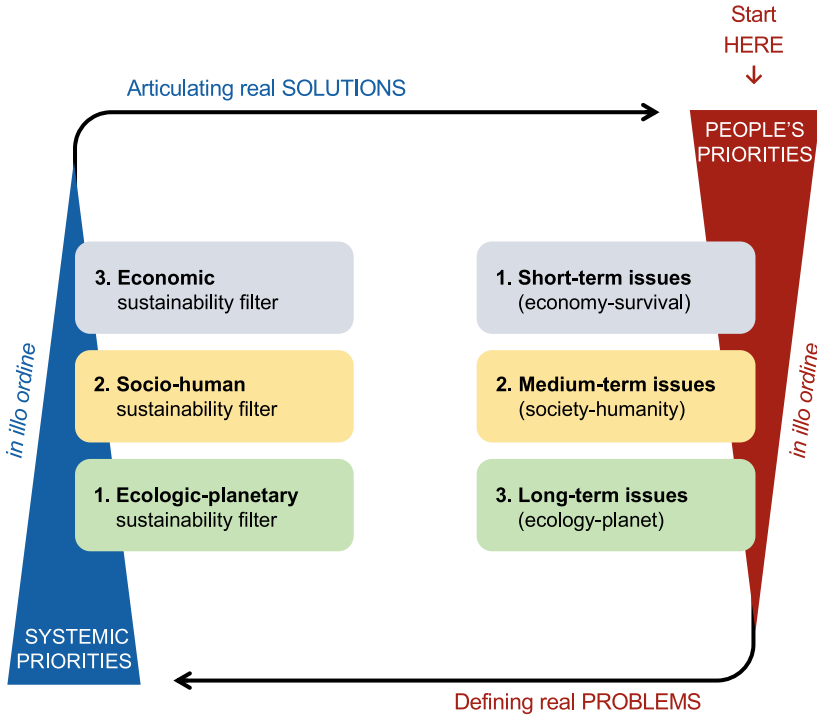 Start
HERE
↓
Articulating real SOLUTIONS
PEOPLE'S
PRIORITIES
3. Economic
sustainability filter
1. Short-term issues
(economy-survival)
in illo ordine
2. Socio-human
sustainability filter
2. Medium-term issues
(society-humanity)
in illo ordine
1. Ecologic-planetary
sustainability filter
3. Long-term issues
(ecology-planet)
SYSTEMIC
PRIORITIES
Defining real PROBLEMS